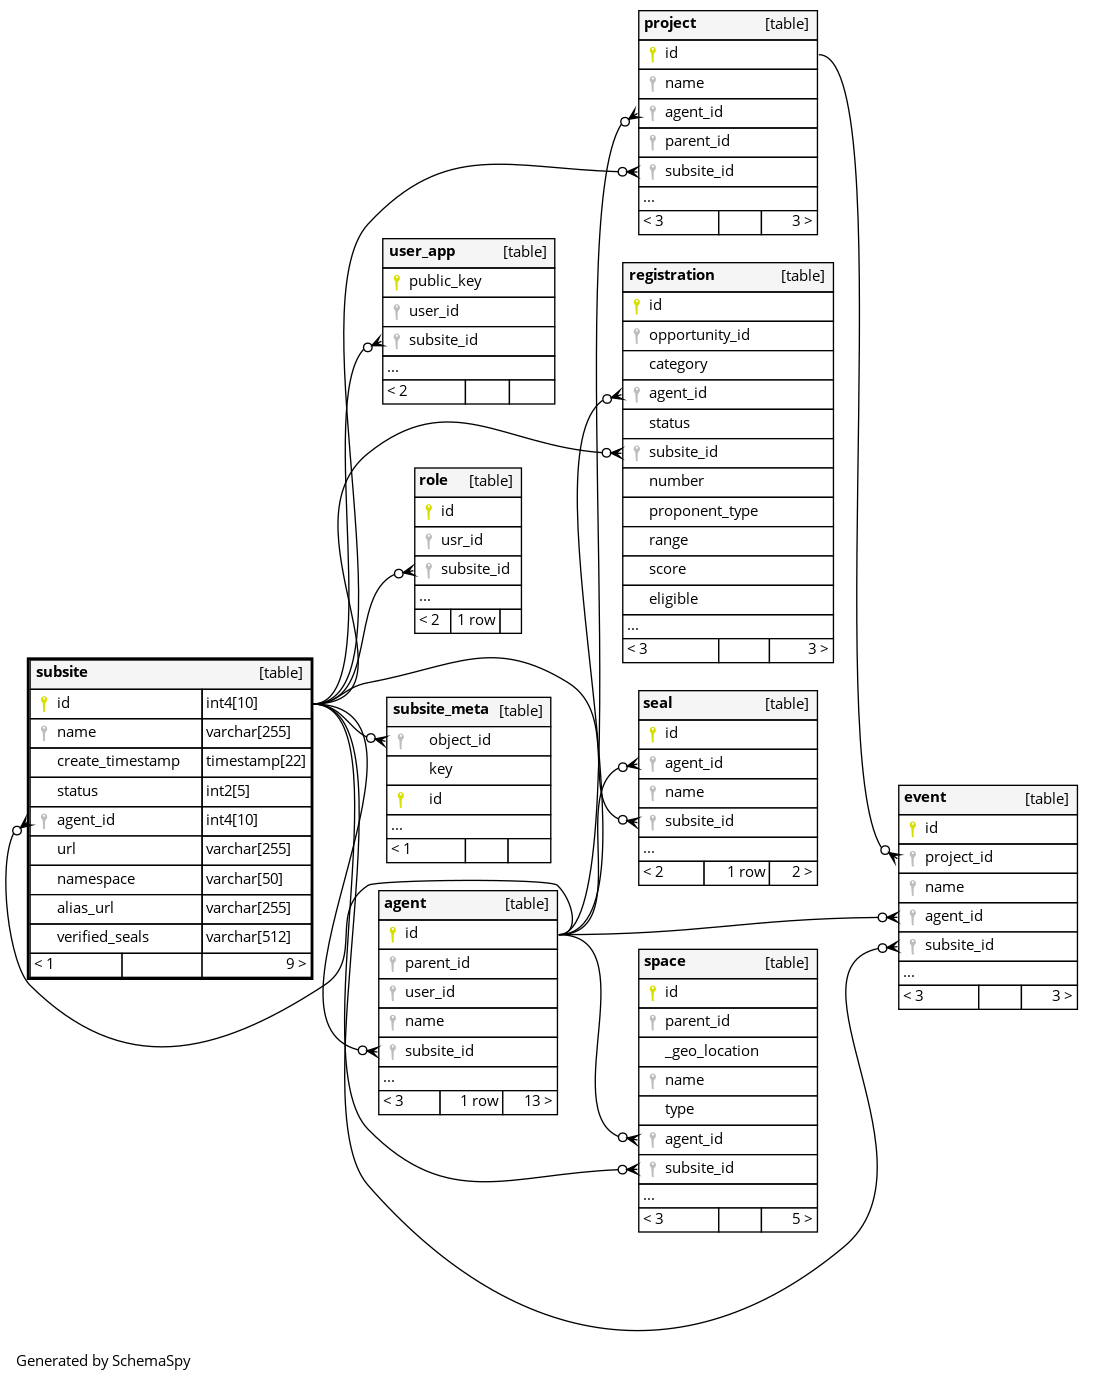 project [table]
id
name
agent_id
parent_id
subsite_id
...
< 3 3 >
user_app [table]
public_key
user_id
subsite_id
...
< 2
registration [table]
id
opportunity_id
category
agent_id
status
subsite_id
number
proponent_type
range
score
eligible
...
< 3 3 >
role [table]
id
usr_id
subsite_id
...
< 2 1 row
subsite [table]
id int4[10]
name varchar[255]
create_timestamp timestamp[22]
status int2[5]
agent_id int4[10]
url varchar[255]
namespace varchar[50]
alias_url varchar[255]
verified_seals varchar[512]
< 1 9 >
subsite_meta [table]
object_id
key
id
...
< 1
seal [table]
id
agent_id
name
subsite_id
...
< 2 1 row 2 >
event [table]
id
project_id
name
agent_id
subsite_id
...
< 3 3 >
agent [table]
id
parent_id
user_id
name
subsite_id
...
< 3 1 row 13 >
space [table]
id
parent_id
_geo_location
name
type
agent_id
subsite_id
...
< 3 5 >
Generated by SchemaSpy